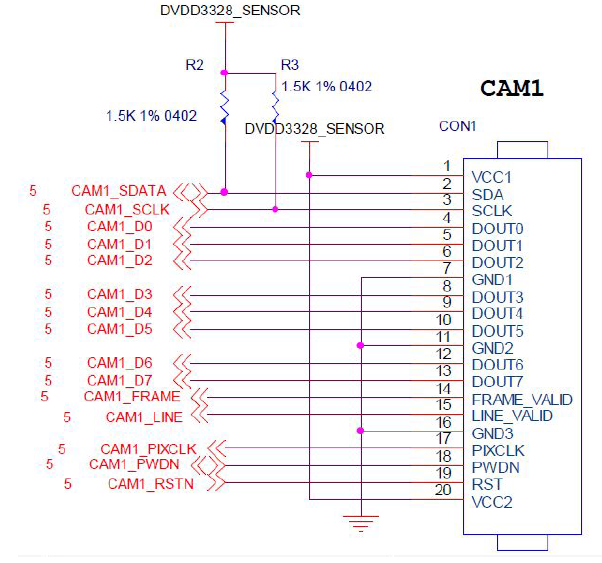 DVDD3328_SENSOR
R2 R3
1.5K 1% 0402
1.5K 1% 0402
CAM1
DVDD3328_SENSOR
CON1
1 VCC1
5 CAM1_SDATA 2 SDA
5 CAM1_SCLK 3 SCLK
5 CAM1_D0 4 DOUT0
5 CAM1_D1 5 DOUT1
5 CAM1_D2 6 DOUT2
7 GND1
5 CAM1_D3 8 DOUT3
5 CAM1_D4 9 DOUT4
5 CAM1_D5 10 DOUT5
11 GND2
5 CAM1_D6 12 DOUT6
5 CAM1_D7 13 DOUT7
5 CAM1_FRAME 14 FRAME_VALID
5 CAM1_LINE 15 LINE_VALID
16 GND3
5 CAM1_PIXCLK 17 PIXCLK
5 CAM1_PWDN 18 PWDN
5 CAM1_RSTN 19 RST
20 VCC2